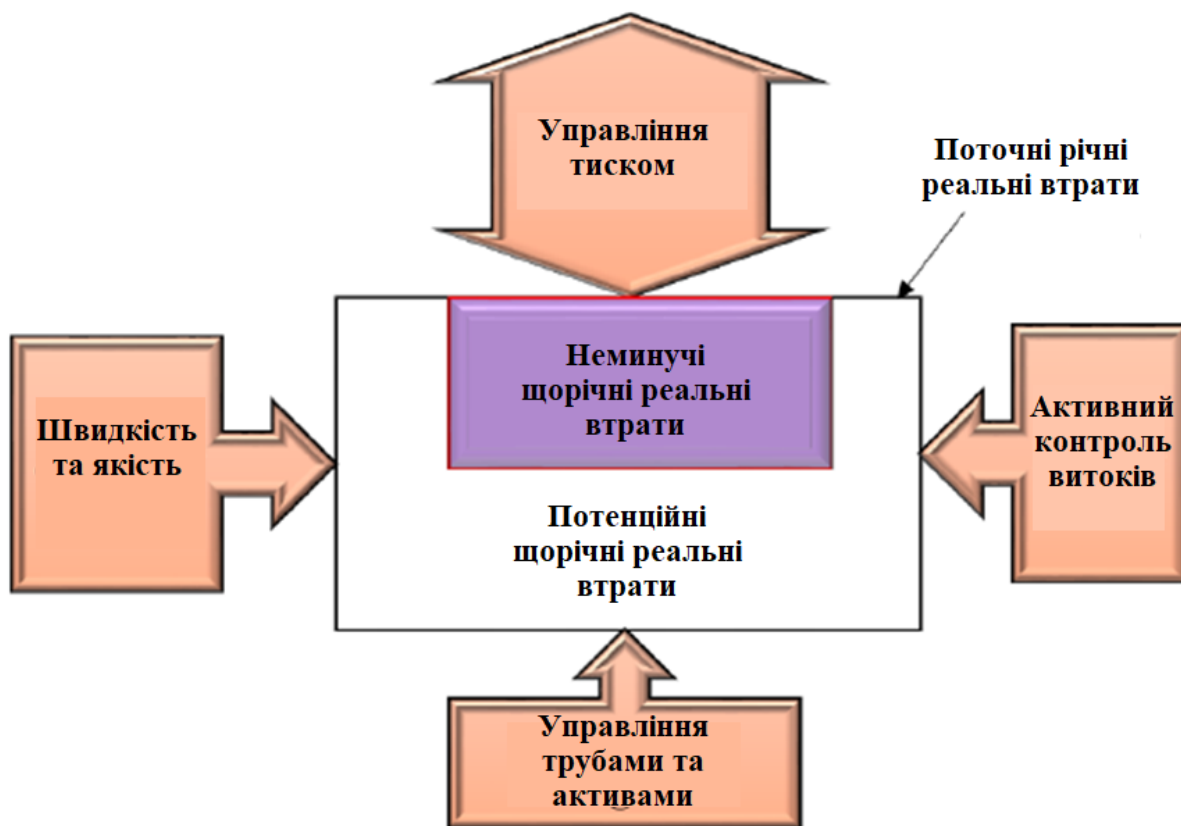 Управління
тиском
Поточні річні
реальні втрати
Неминучі
щорічні реальні
втрати
Швидкість
та якість
Активний
контроль
витоків
Потенційні
щорічні реальні
втрати
Управління
трубами та
активами